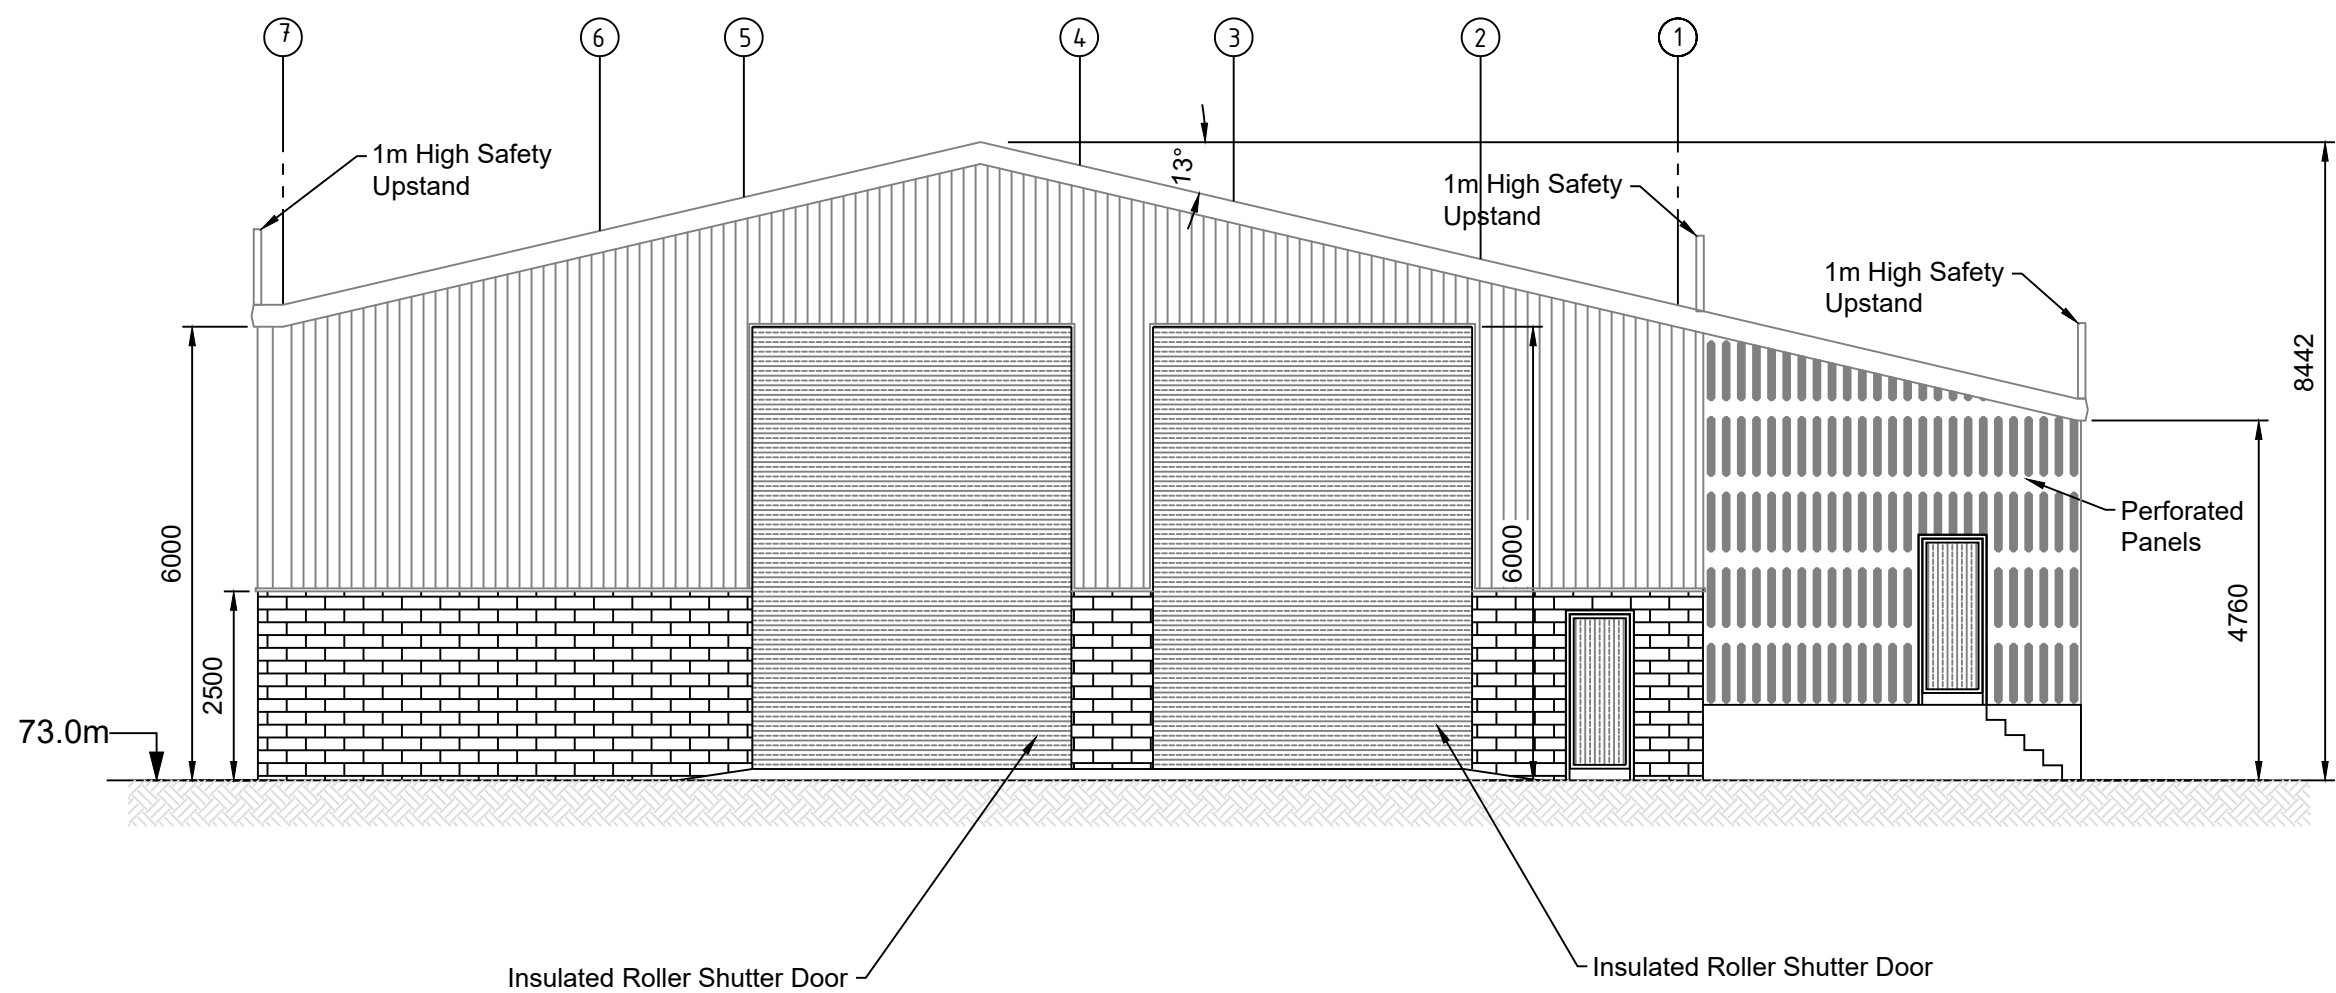 7
6
5
4
3
2
1
1m High Safety
Upstand
13°
1m High Safety
Upstand
1m High Safety
Upstand
8442
6000
6000
Perforated
Panels
4760
2500
73.0m
Insulated Roller Shutter Door
Insulated Roller Shutter Door